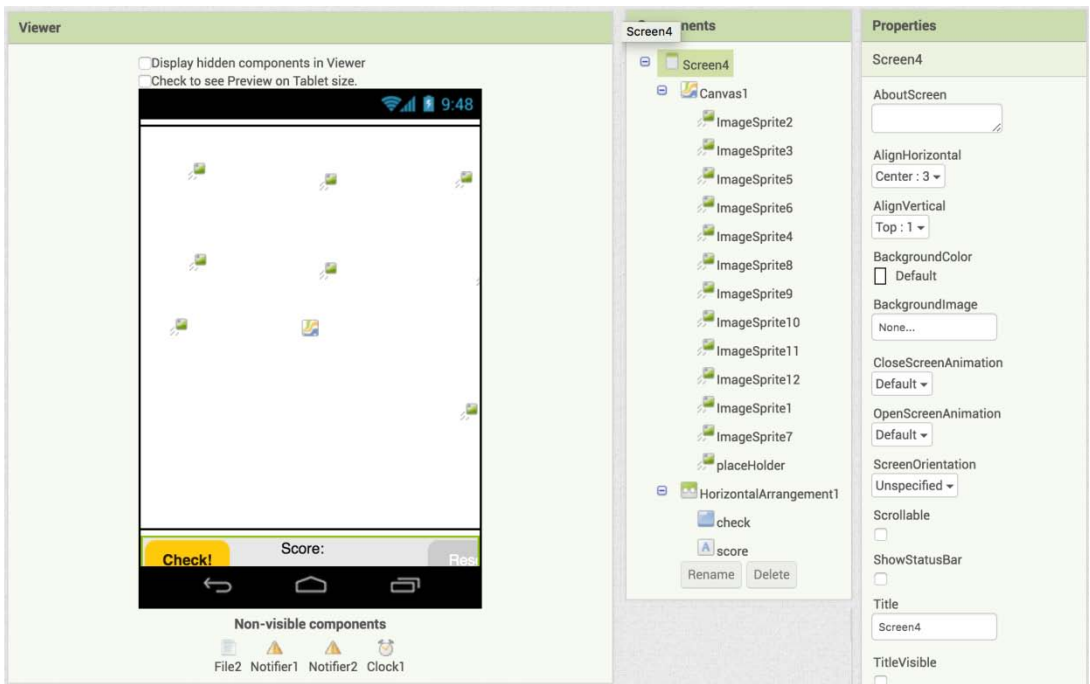 Viewer
Display hidden components in Viewer
Check to see Preview on Tablet size.
9:48
Check!
Score:
Res
Non-visible components
File2 Notifier1 Notifier2 Clock1
Screen4
nents
Screen4
Canvas1
ImageSprite2
ImageSprite3
ImageSprite5
ImageSprite6
ImageSprite4
ImageSprite8
ImageSprite9
ImageSprite10
ImageSprite11
ImageSprite12
ImageSprite1
ImageSprite7
placeHolder
HorizontalArrangement1
check
score
Rename Delete
Properties
Screen4
AboutScreen
AlignHorizontal
Center : 3
AlignVertical
Top : 1
BackgroundColor
Default
BackgroundImage
None...
CloseScreenAnimation
Default
OpenScreenAnimation
Default
ScreenOrientation
Unspecified
Scrollable
ShowStatusBar
Title
Screen4
TitleVisible